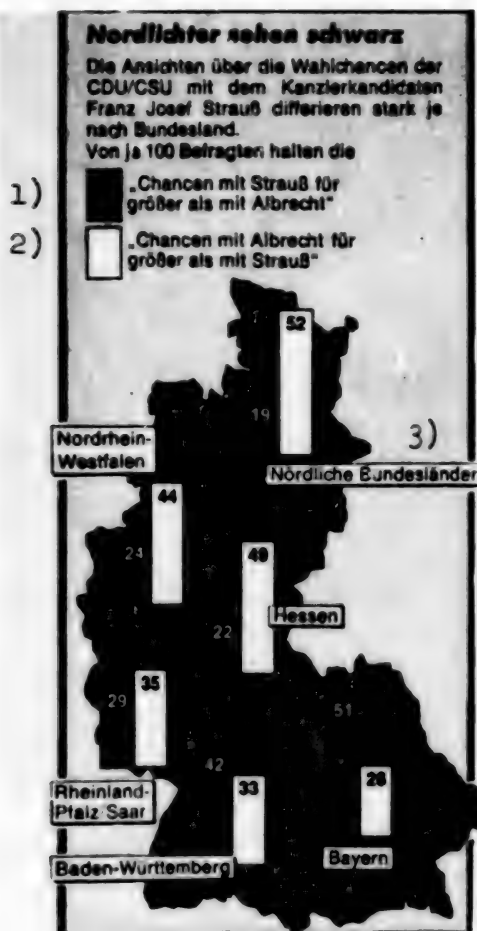 Nordlichter sehen schwarz
Die Ansichten über die Wahlchancen der
CDU/CSU mit dem Kanzlerkandidaten
Franz Josef Strauß differieren stark je
nach Bundesland.
Von je 100 Befragten halten die
1)
„Chancen mit Strauß für
größer als mit Albrecht“
2)
„Chancen mit Albrecht für
größer als mit Strauß“
52
19
3)
Nordrhein-
Westfalen
Nördliche Bundesländer
44
24
49
22
Hessen
35
29
51
42
33
28
Rheinland-
Pfalz-Saar
Baden-Württemberg
Bayern